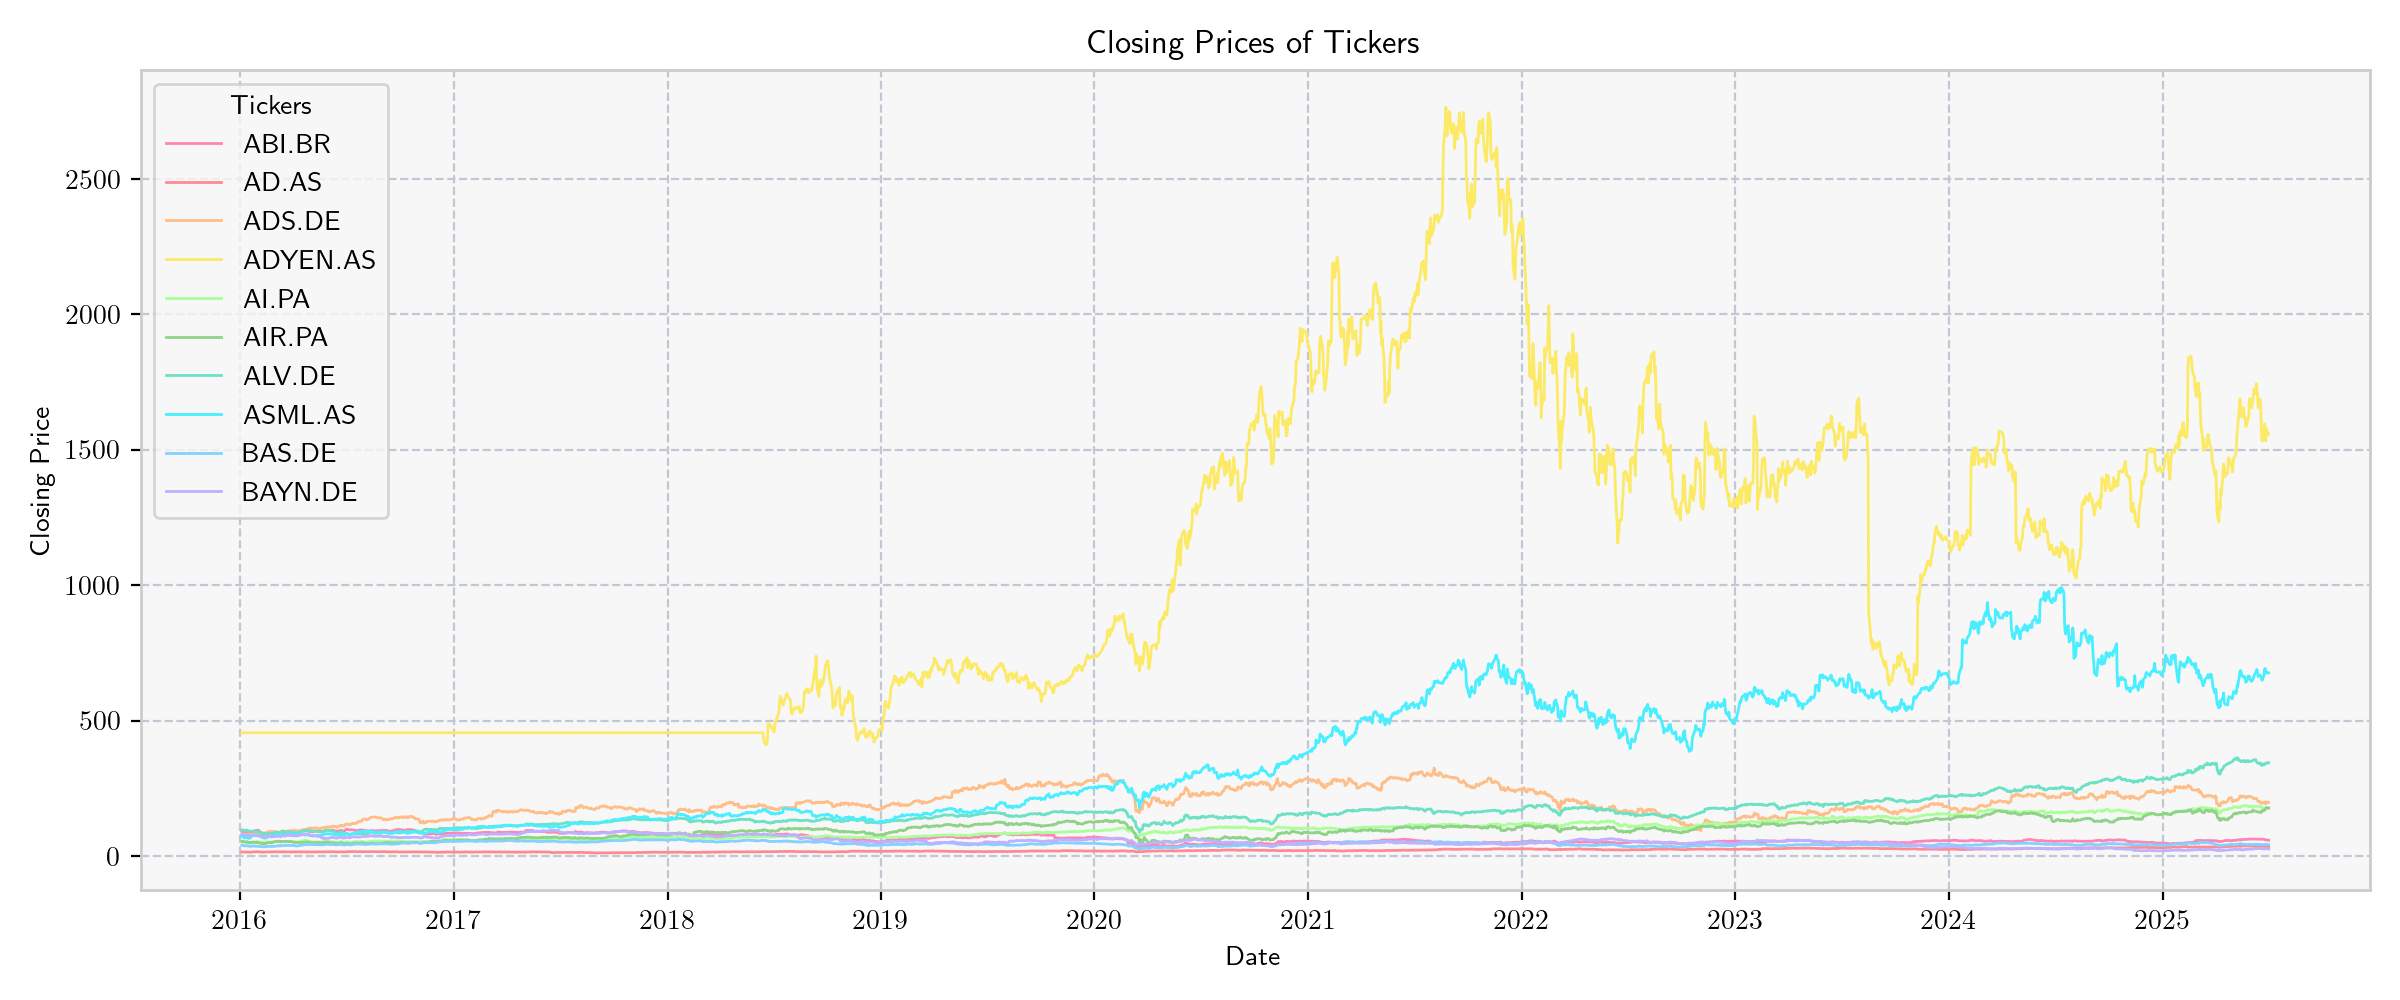 Closing Prices of Tickers
Tickers
ABI.BR
AD.AS
ADS.DE
ADYEN.AS
AI.PA
AIR.PA
ALV.DE
ASML.AS
BAS.DE
BAYN.DE
Closing Price
2500
2000
1500
1000
500
0
2016 2017 2018 2019 2020 2021 2022 2023 2024 2025
Date